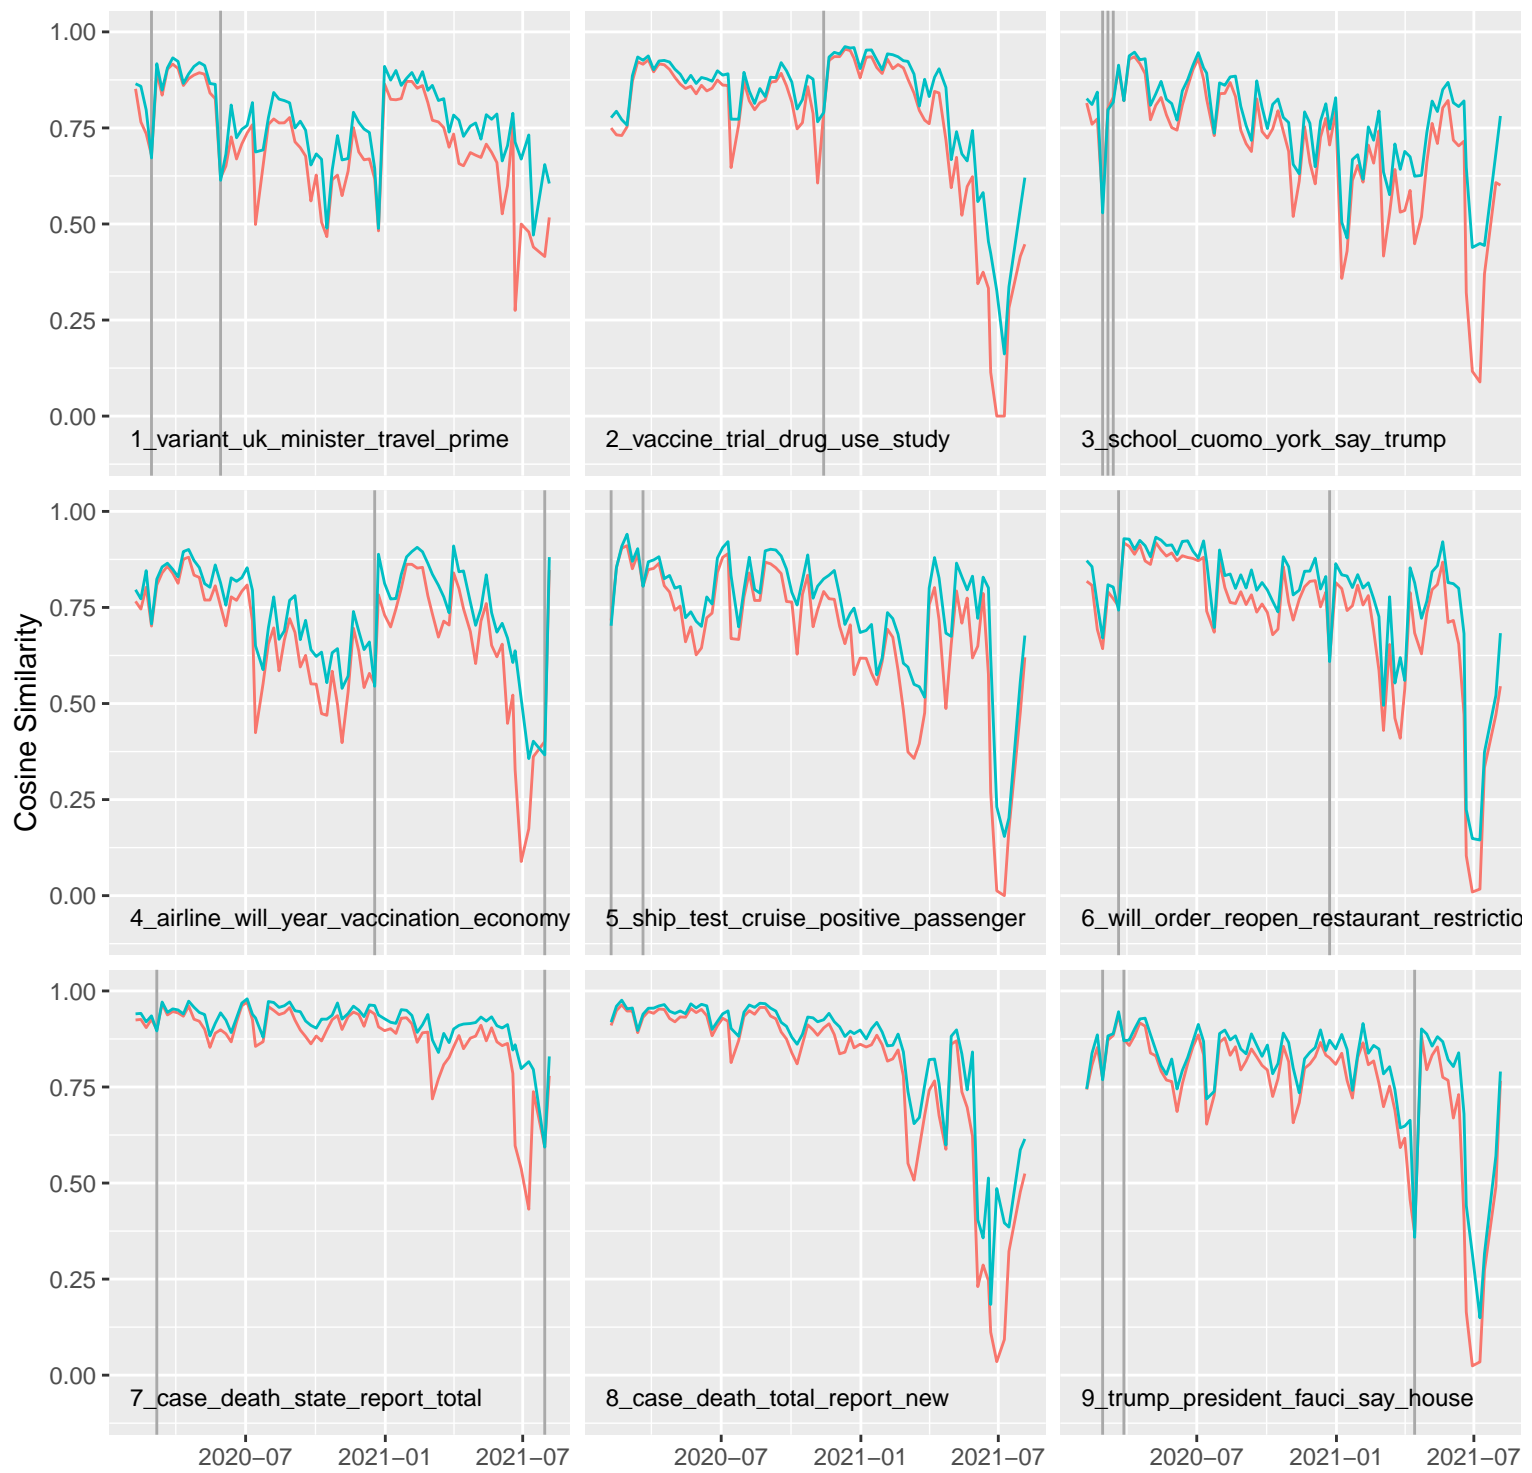 1.00
0.75
0.50
0.25
0.00
1_variant_uk_minister_travel_prime
2_vaccine_trial_drug_use_study
3_school_cuomo_york_say_trump
Cosine Similarity
1.00
0.75
0.50
0.25
0.00
4_airline_will_year_vaccination_economy
5_ship_test_cruise_positive_passenger
6_will_order_reopen_restaurant_restrictio
1.00
0.75
0.50
0.25
0.00
7_case_death_state_report_total
8_case_death_total_report_new
9_trump_president_fauci_say_house
2020−07 2021−01 2021−07
2020−07 2021−01 2021−07
2020−07 2021−01 2021−07